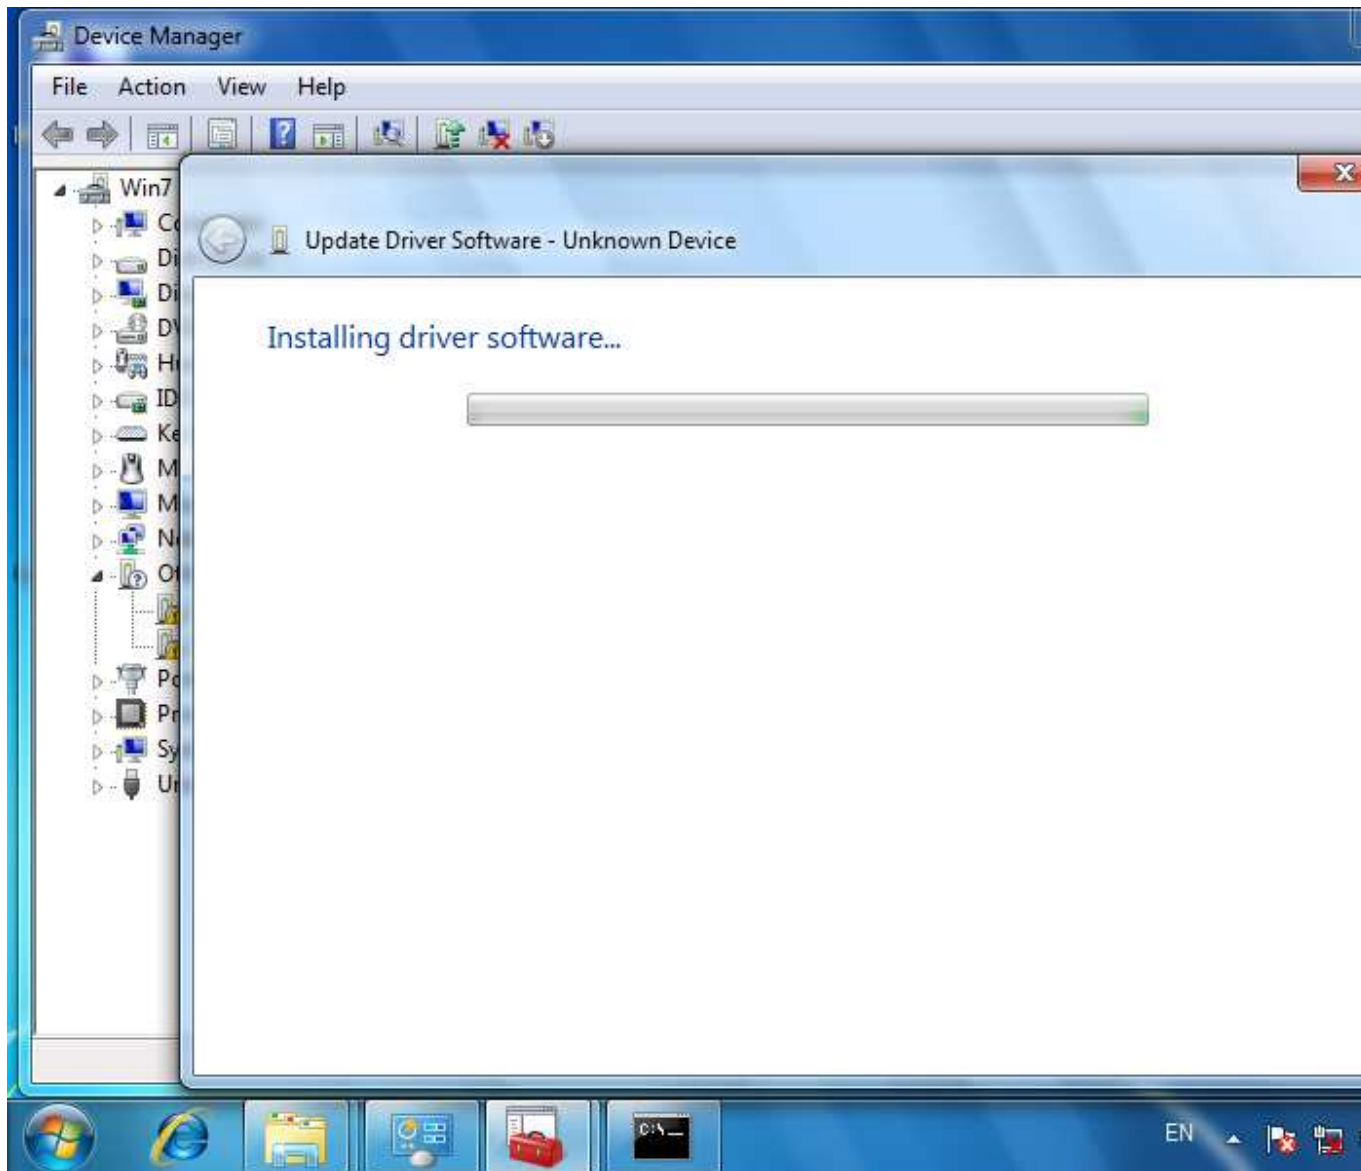 Device Manager
File Action View Help
Win7
Update Driver Software - Unknown Device
Installing driver software...
C:\_
EN